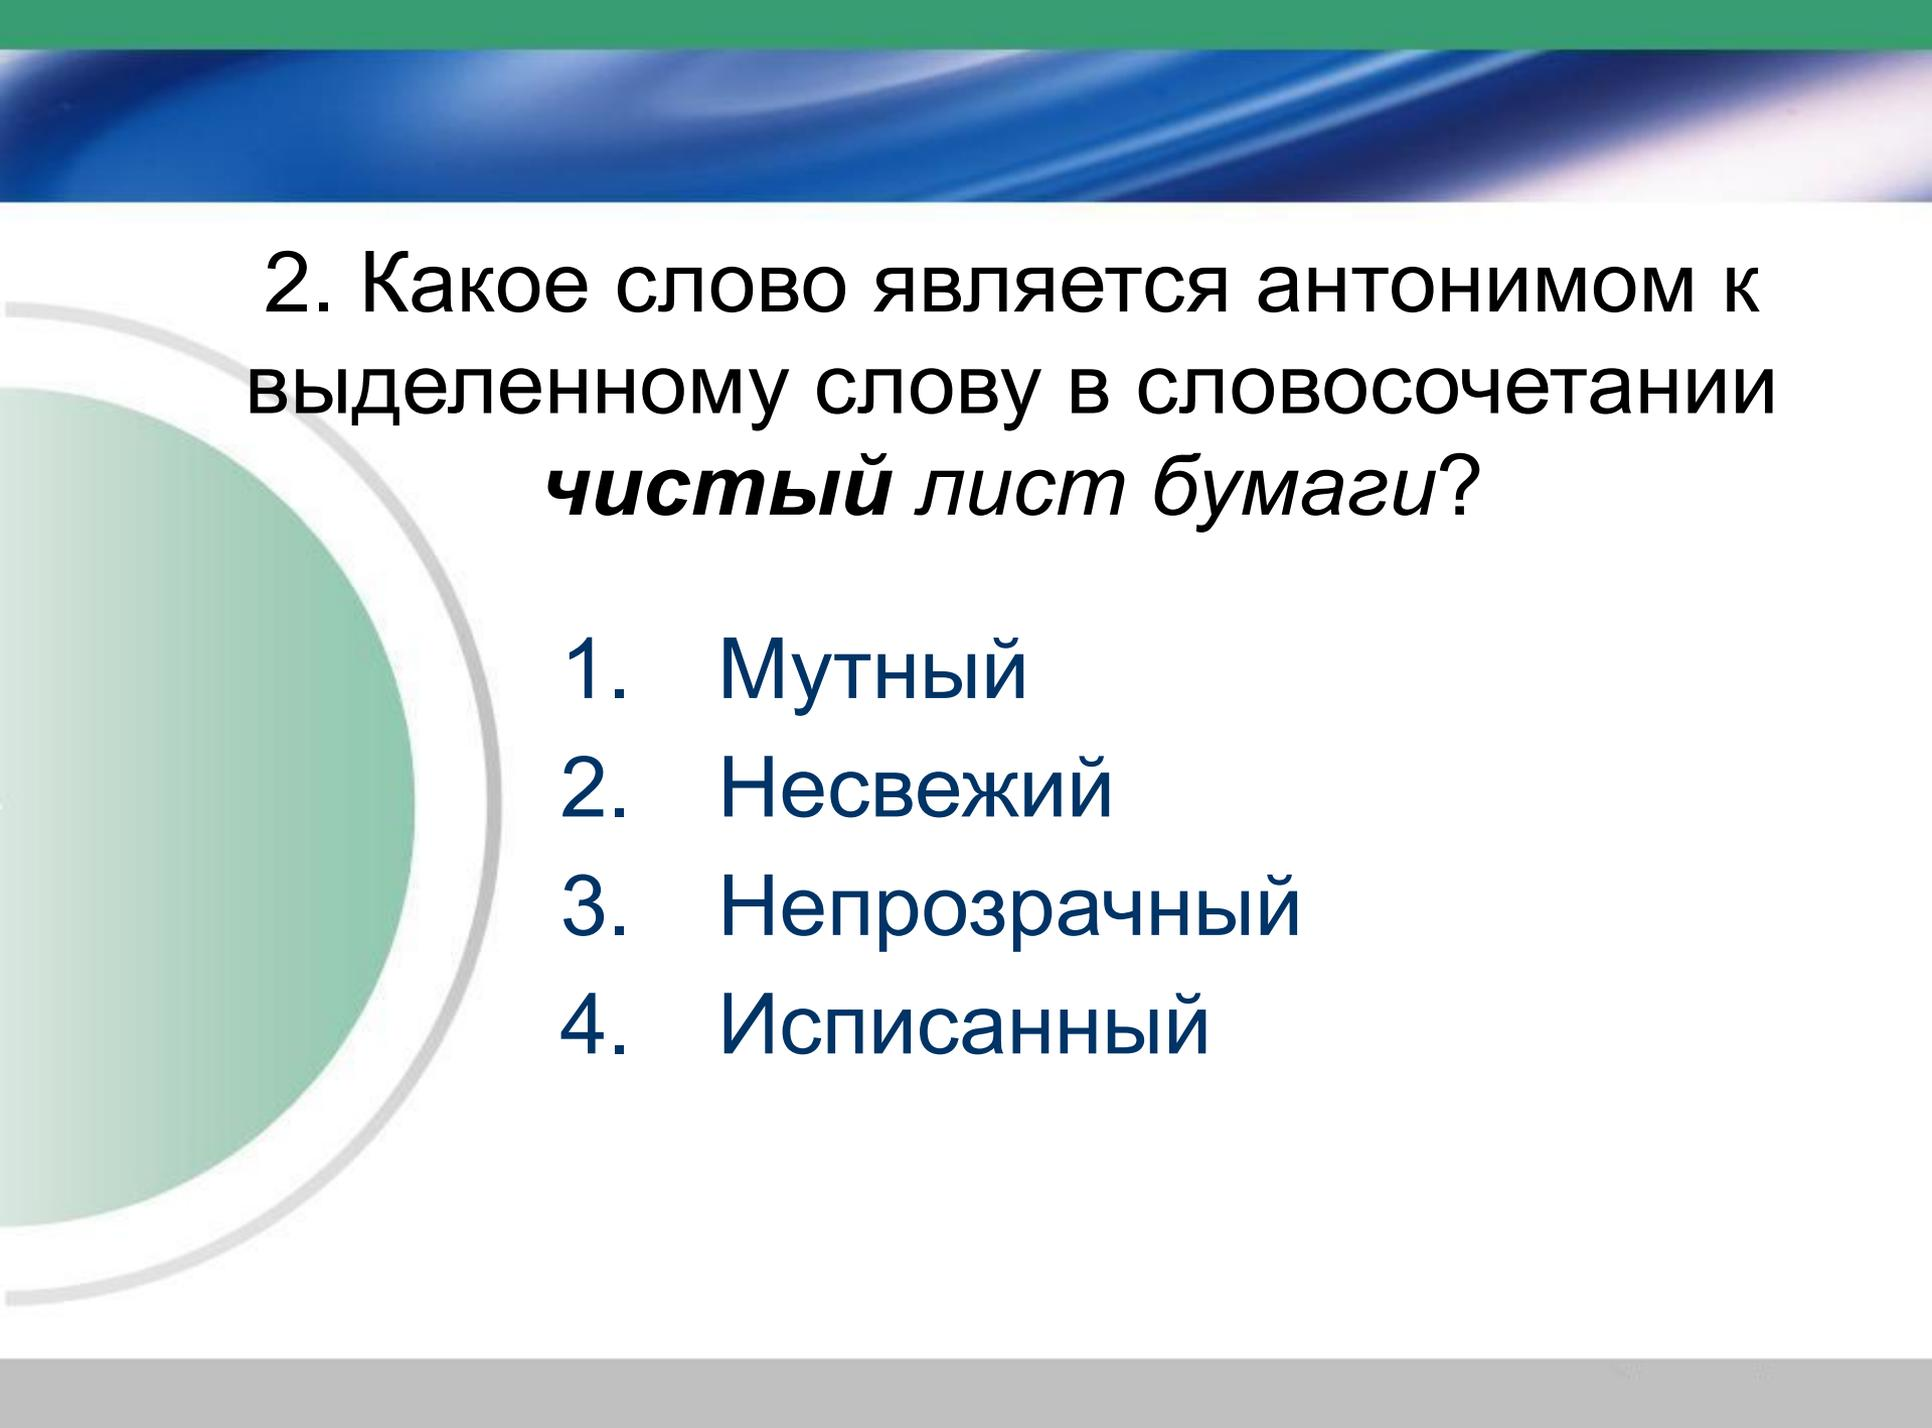 2. Какое слово является антонимом к
выделенному слову в словосочетании
чистый лист бумаги?
1. Мутный
2. Несвежий
3. Непрозрачный
4. Исписанный